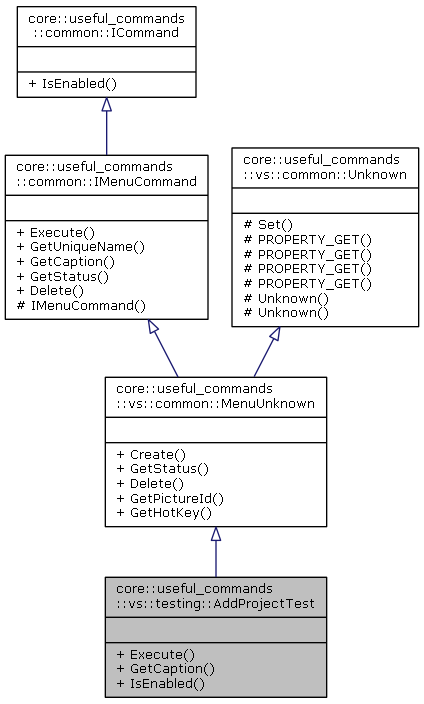 core::useful_commands
::common::ICommand
+ IsEnabled()
core::useful_commands
::common::IMenuCommand
+ Execute()
+ GetUniqueName()
+ GetCaption()
+ GetStatus()
+ Delete()
# IMenuCommand()
core::useful_commands
::vs::common::Unknown
# Set()
# PROPERTY_GET()
# PROPERTY_GET()
# PROPERTY_GET()
# PROPERTY_GET()
# Unknown()
# Unknown()
core::useful_commands
::vs::common::MenuUnknown
+ Create()
+ GetStatus()
+ Delete()
+ GetPictureId()
+ GetHotKey()
core::useful_commands
::vs::testing::AddProjectTest
+ Execute()
+ GetCaption()
+ IsEnabled()